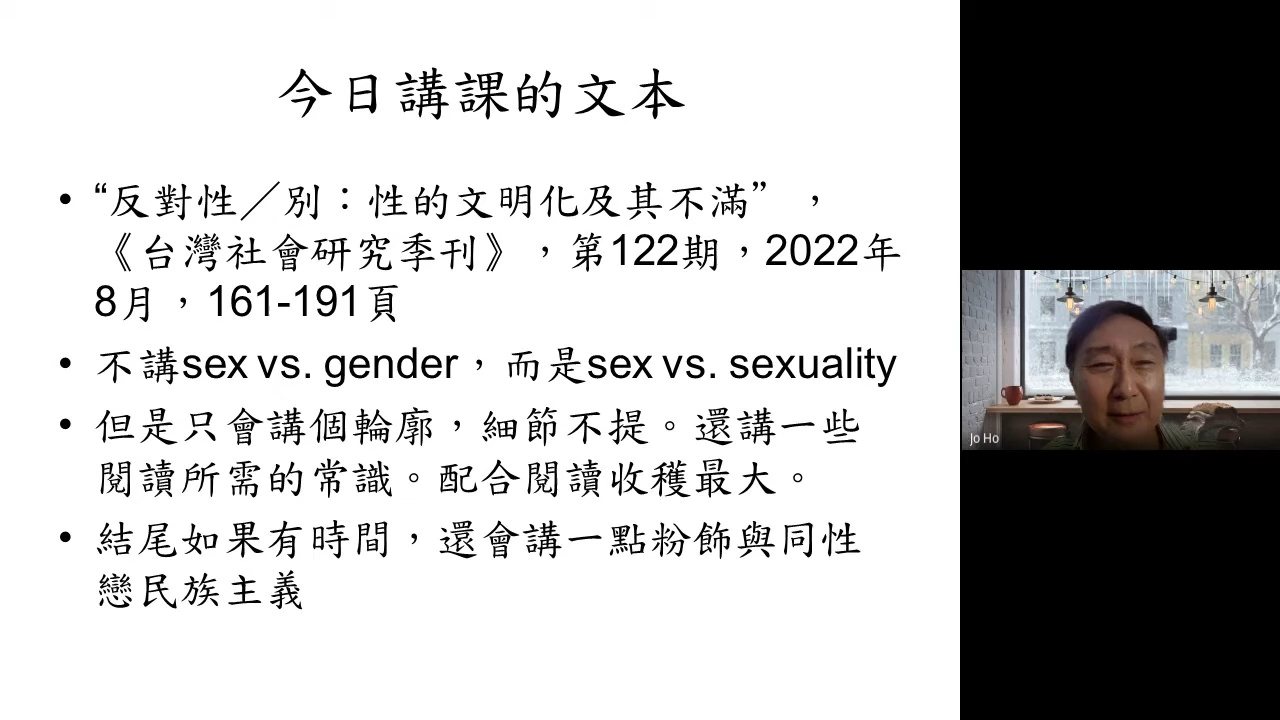 今日講課的文本
• “反對性／別：性的文明化及其不滿”，
《台灣社會研究季刊》，第122期，2022年
8月，161-191頁
• 不講sex vs. gender，而是sex vs. sexuality
• 但是只會講個輪廓，細節不提。還講一些
閱讀所需的常識。配合閱讀收穫最大。
• 結尾如果有時間，還會講一點粉飾與同性
戀民族主義
Jo Ho